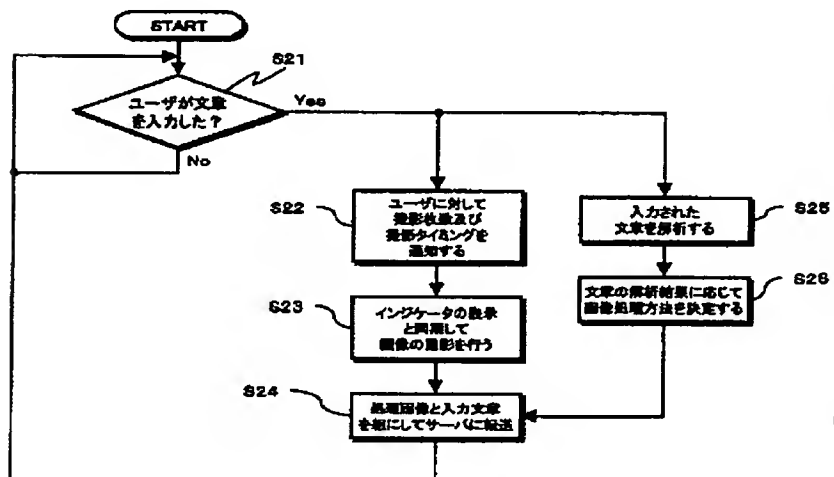 START
S21
ユーザが文章
を入力した？
Yes
No
S22
ユーザに対して
撮影枚数及び
撮影タイミングを
通知する
S25
入力された
文章を解析する
S23
インジケータの表示
と同期して
画像の撮影を行う
S26
文章の解析結果に応じて
画像処理方法を決定する
S24
処理画像と入力文章
を組にしてサーバに転送